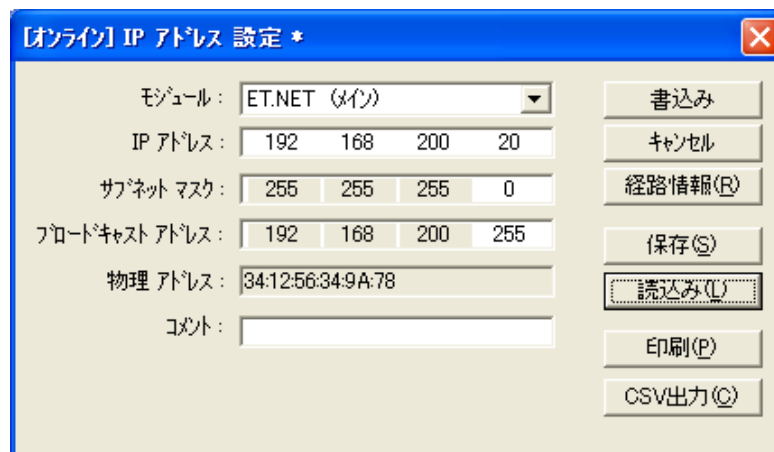 [オンライン] IP アドレス 設定 *
モジュール : ET.NET (メイン)
IP アドレス : 192 168 200 20
サブネット マスク : 255 255 255 0
ブロードキャスト アドレス : 192 168 200 255
物理 アドレス : 34:12:56:34:9A:78
コメント :
書込み
キャンセル
経路情報(R)
保存(S)
読込み(L)
印刷(P)
CSV出力(C)